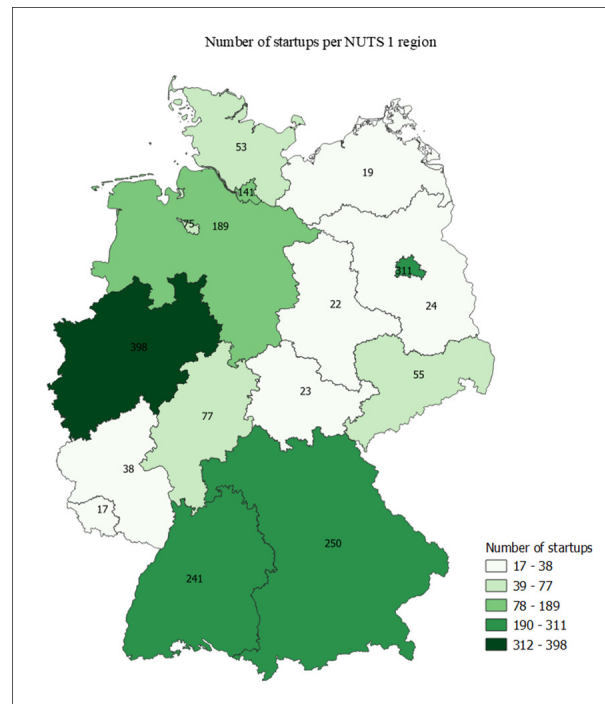 Number of startups per NUTS 1 region
53
19
141
75
189
311
22
24
398
55
23
77
38
17
250
241
Number of startups
17 - 38
39 - 77
78 - 189
190 - 311
312 - 398